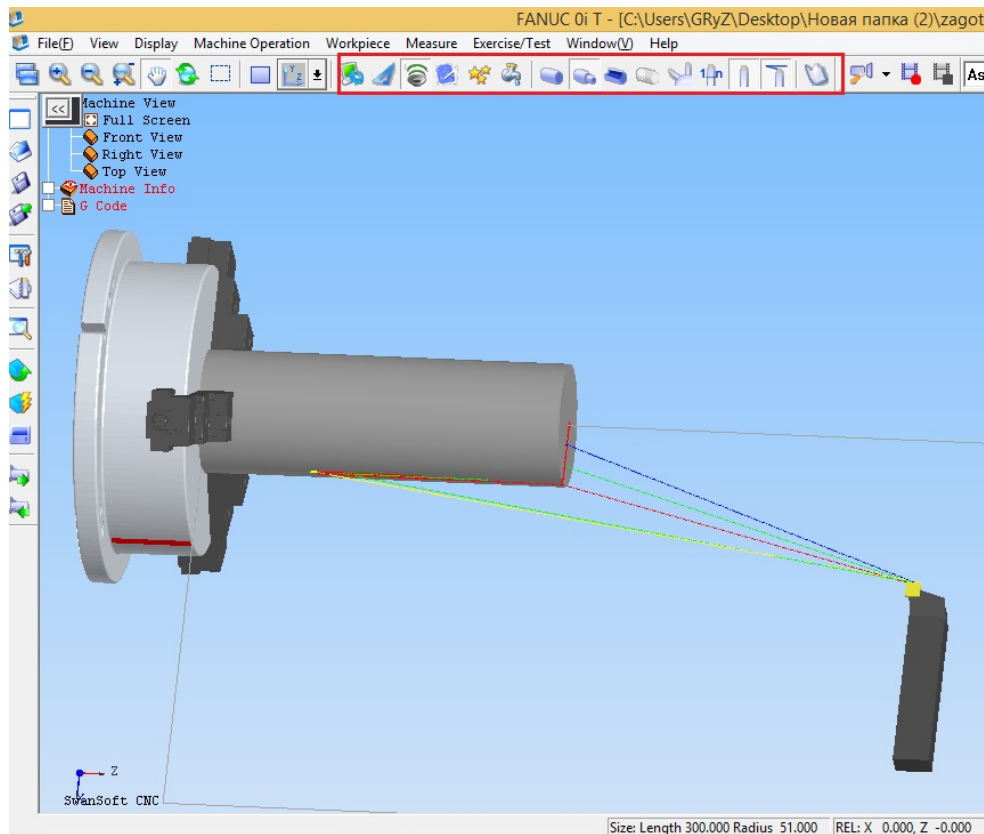 FANUC 0i T - [C:\Users\GRyZ\Desktop\Новая папка (2)\zagot
File(F) View Display Machine Operation Workpiece Measure Exercise/Test Window(V) Help
As
<< Machine View
Full Screen
Front View
Right View
Top View
Machine Info
G Code
Z
SwanSoft CNC
Size: Length 300.000 Radius 51.000 REL: X 0.000, Z -0.000